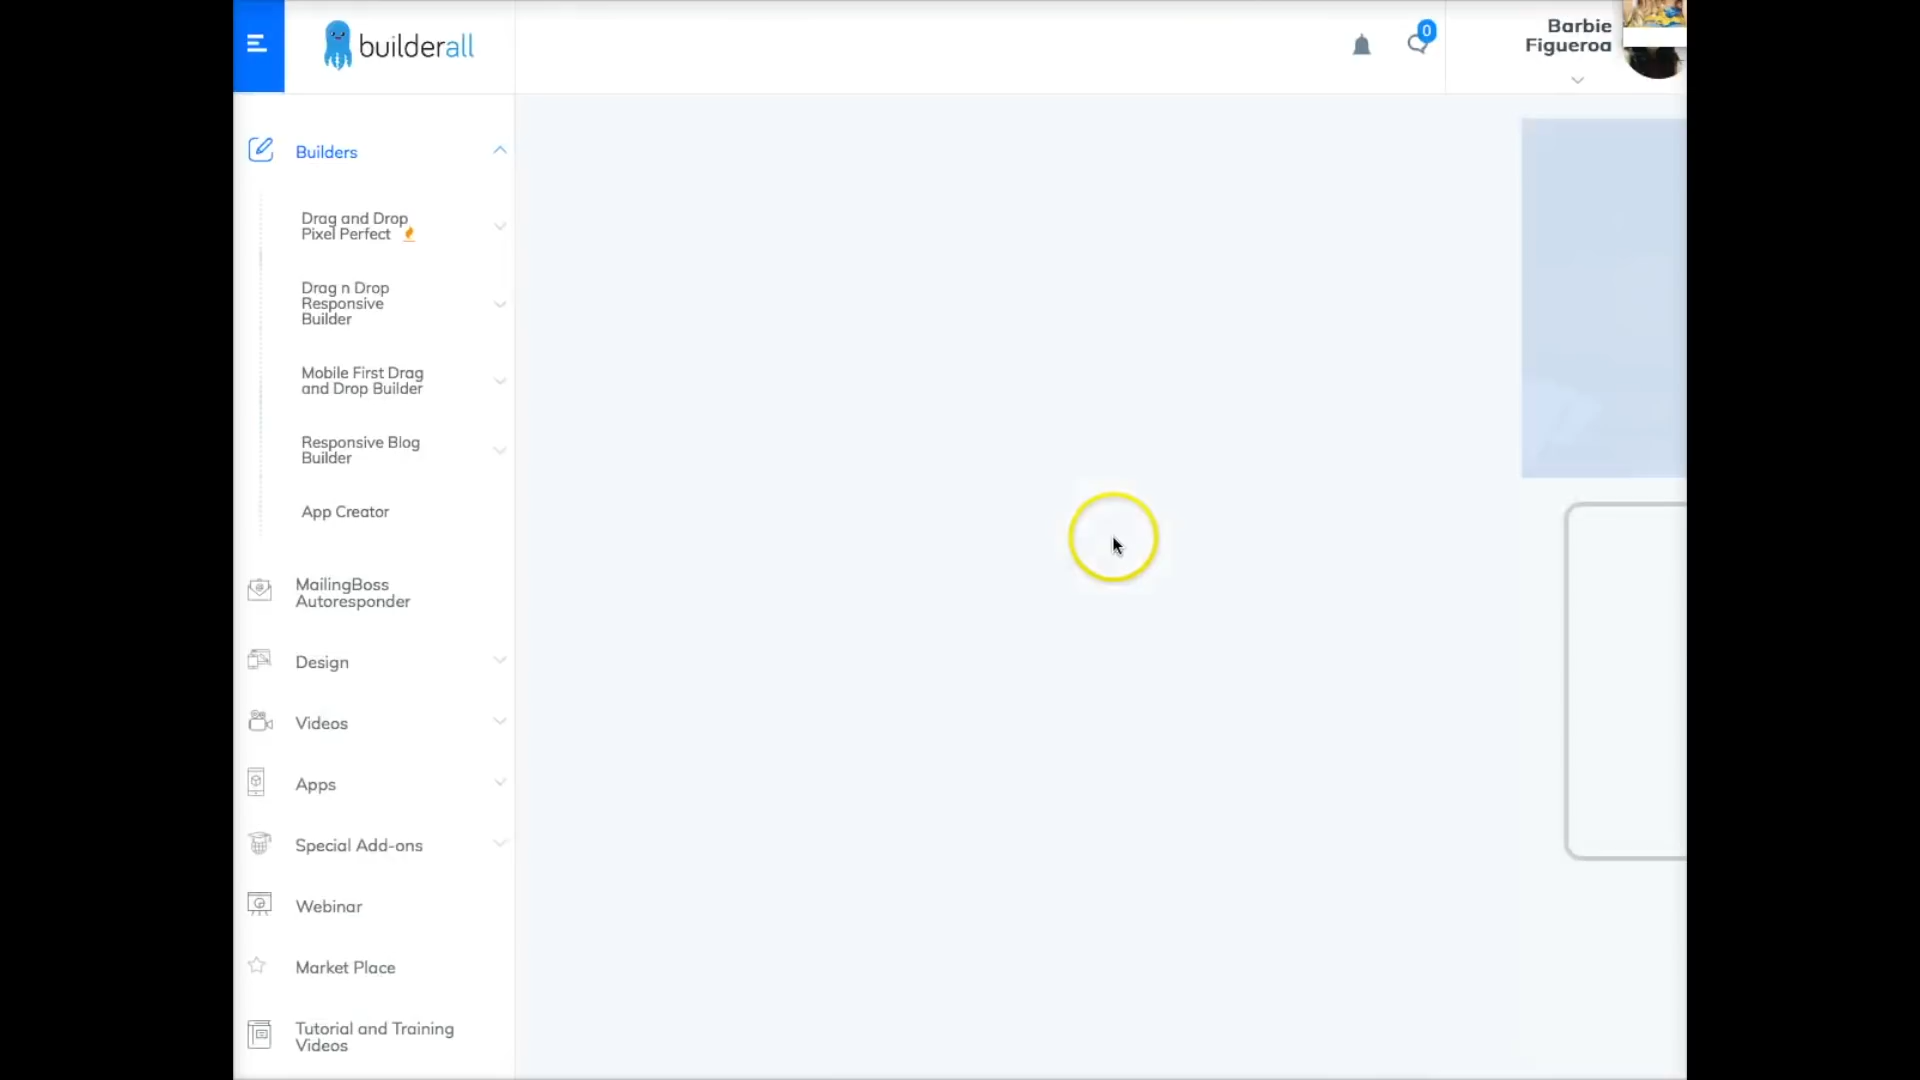 builderall
0
Barbie
Figueroa
Builders
Drag and Drop
Pixel Perfect
Drag n Drop
Responsive
Builder
Mobile First Drag
and Drop Builder
Responsive Blog
Builder
App Creator
MailingBoss
Autoresponder
Design
Videos
Apps
Special Add-ons
Webinar
Market Place
Tutorial and Training
Videos